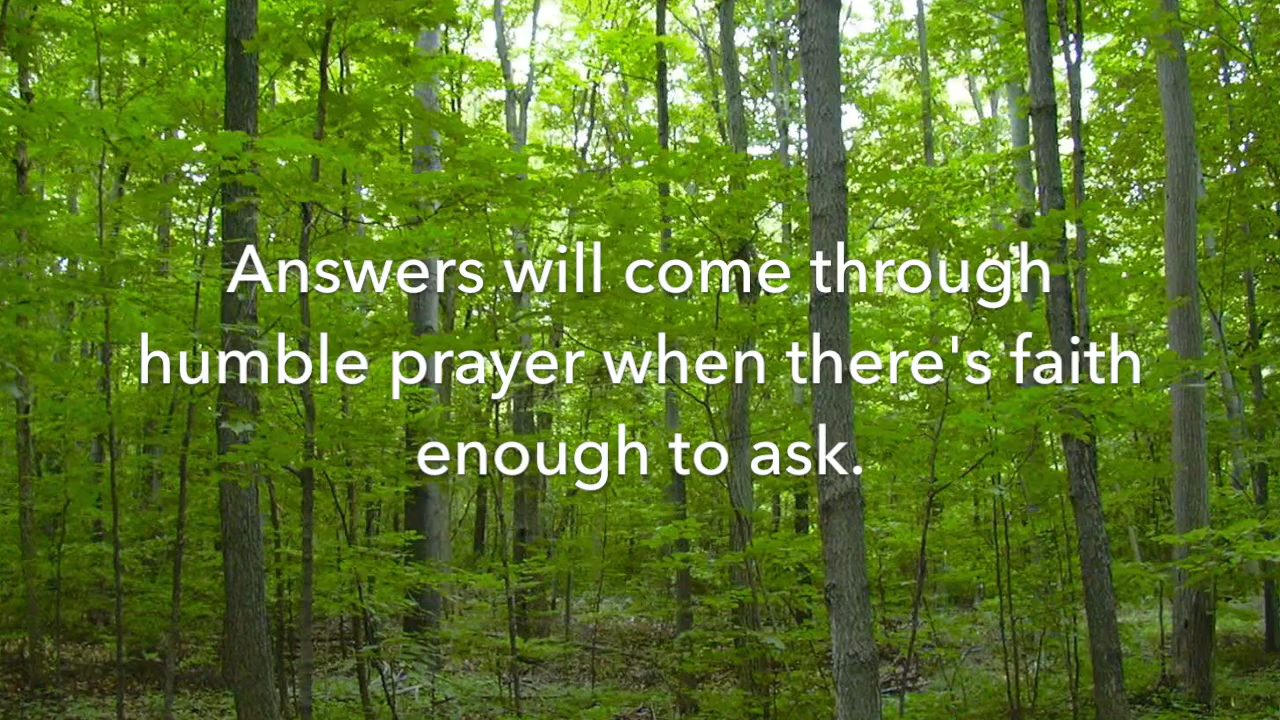 Answers will come through
humble prayer when there's faith
enough to ask.